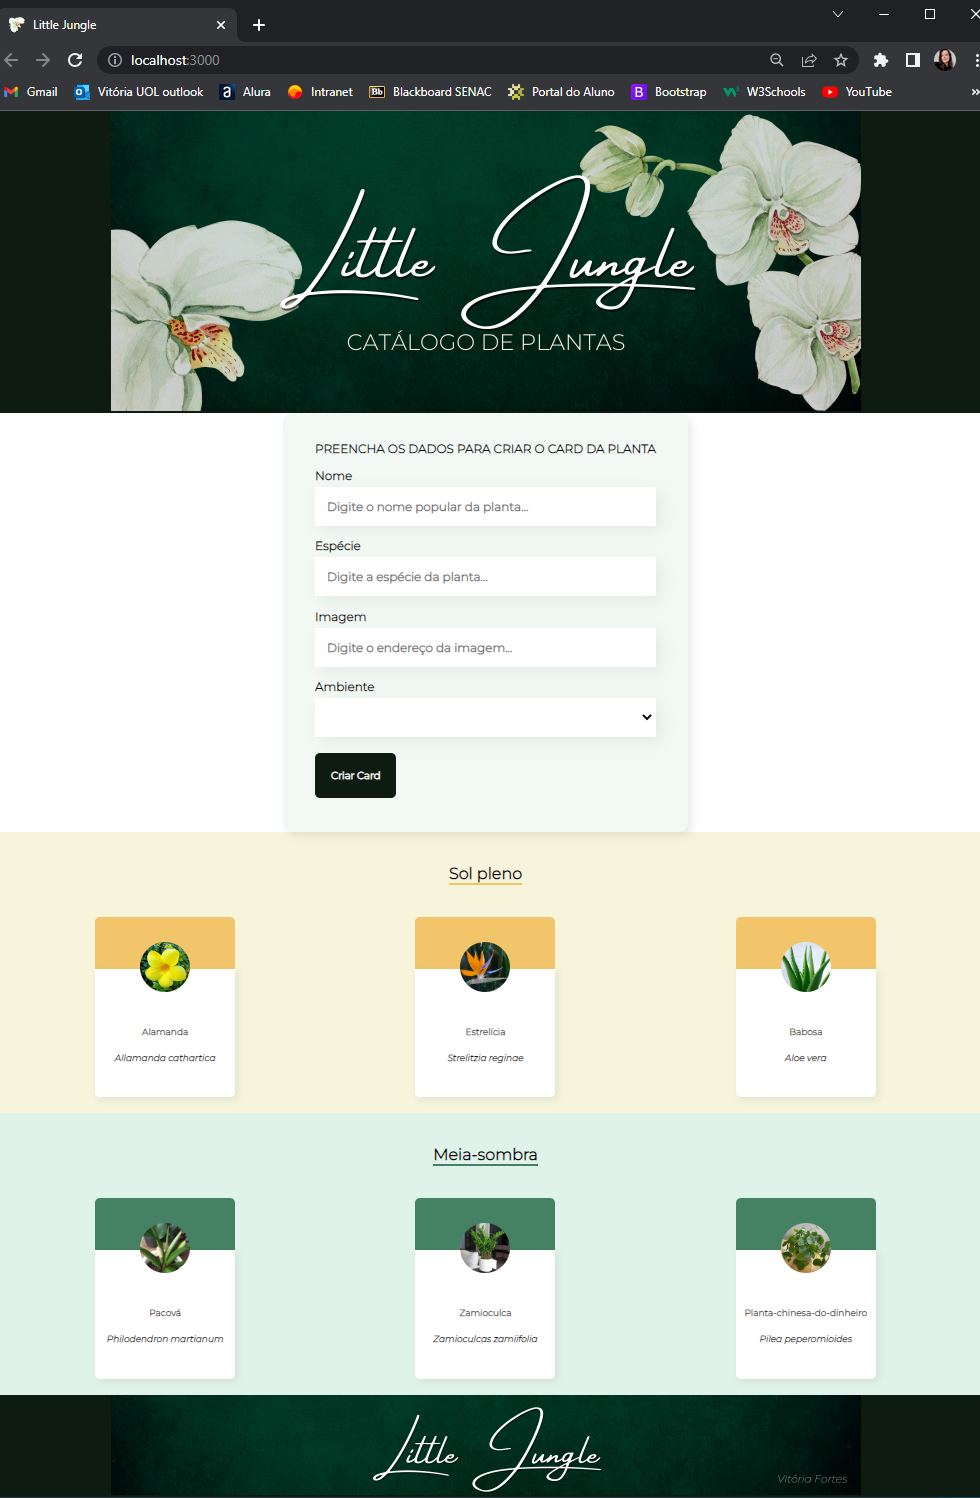 Little Jungle
localhost:3000
Gmail Vitória UOL outlook a Alura Intranet Bb Blackboard SENAC Portal do Aluno B Bootstrap W3Schools YouTube »
Little Jungle
CATÁLOGO DE PLANTAS
PREENCHA OS DADOS PARA CRIAR O CARD DA PLANTA
Nome
Digite o nome popular da planta...
Espécie
Digite a espécie da planta...
Imagem
Digite o endereço da imagem...
Ambiente
Criar Card
Sol pleno
Alamanda Estrelícia Babosa
Allamanda cathartica Strelitzia reginae Aloe vera
Meia-sombra
Pacová Zamioculca Planta-chinesa-do-dinheiro
Philodendron martianum Zamioculcas zamiifolia Pilea peperomioides
Little Jungle
Vitória Fortes